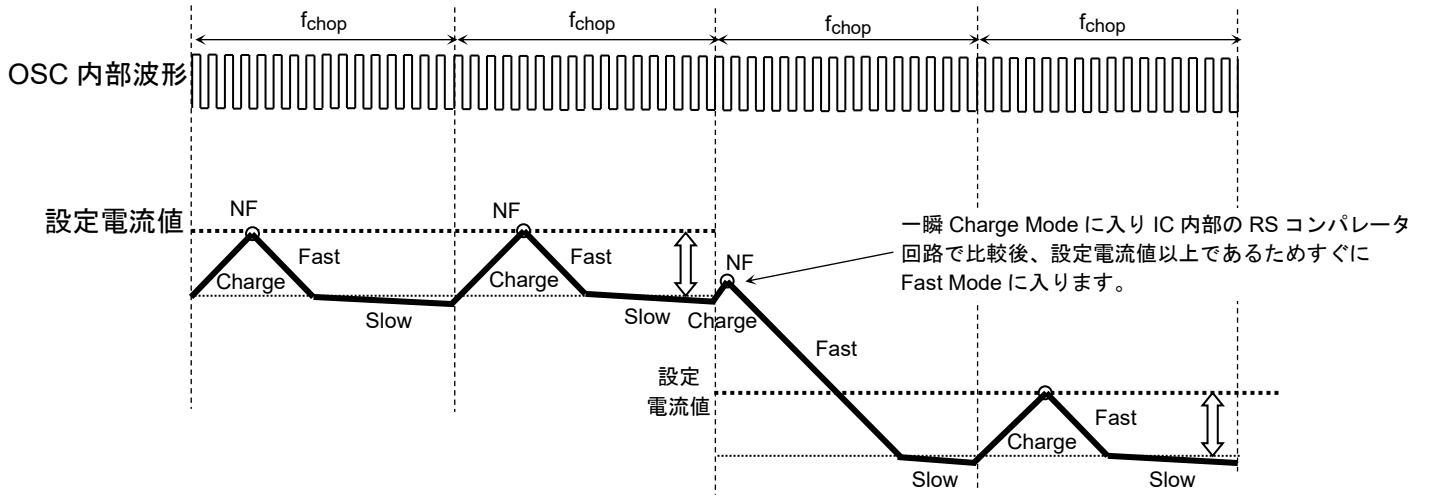 fchop fchop fchop fchop
OSC 内部波形
設定電流値
NF
NF
一瞬 Charge Mode に入り IC 内部の RS コンパレータ
回路で比較後、設定電流値以上であるためすぐに
Fast Mode に入ります。
Fast
Fast
NF
Charge
Charge
Slow
Slow
Charge
Fast
設定
電流値
Fast
Charge
Slow
Slow